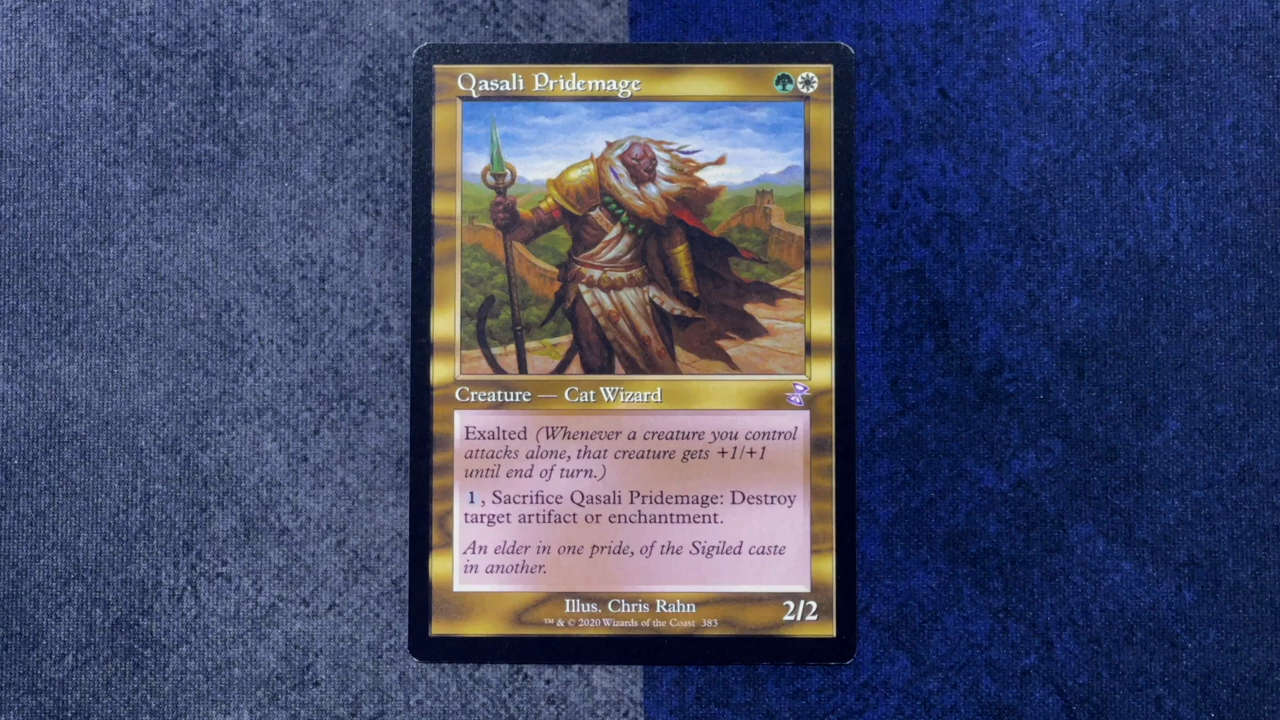 Qasali Pridemage
Creature — Cat Wizard
Exalted (Whenever a creature you control
attacks alone, that creature gets +1/+1
until end of turn.)
1, Sacrifice Qasali Pridemage: Destroy
target artifact or enchantment.
An elder in one pride, of the Sigiled caste
in another.
Illus. Chris Rahn
2/2
™ & © 2020 Wizards of the Coast 383